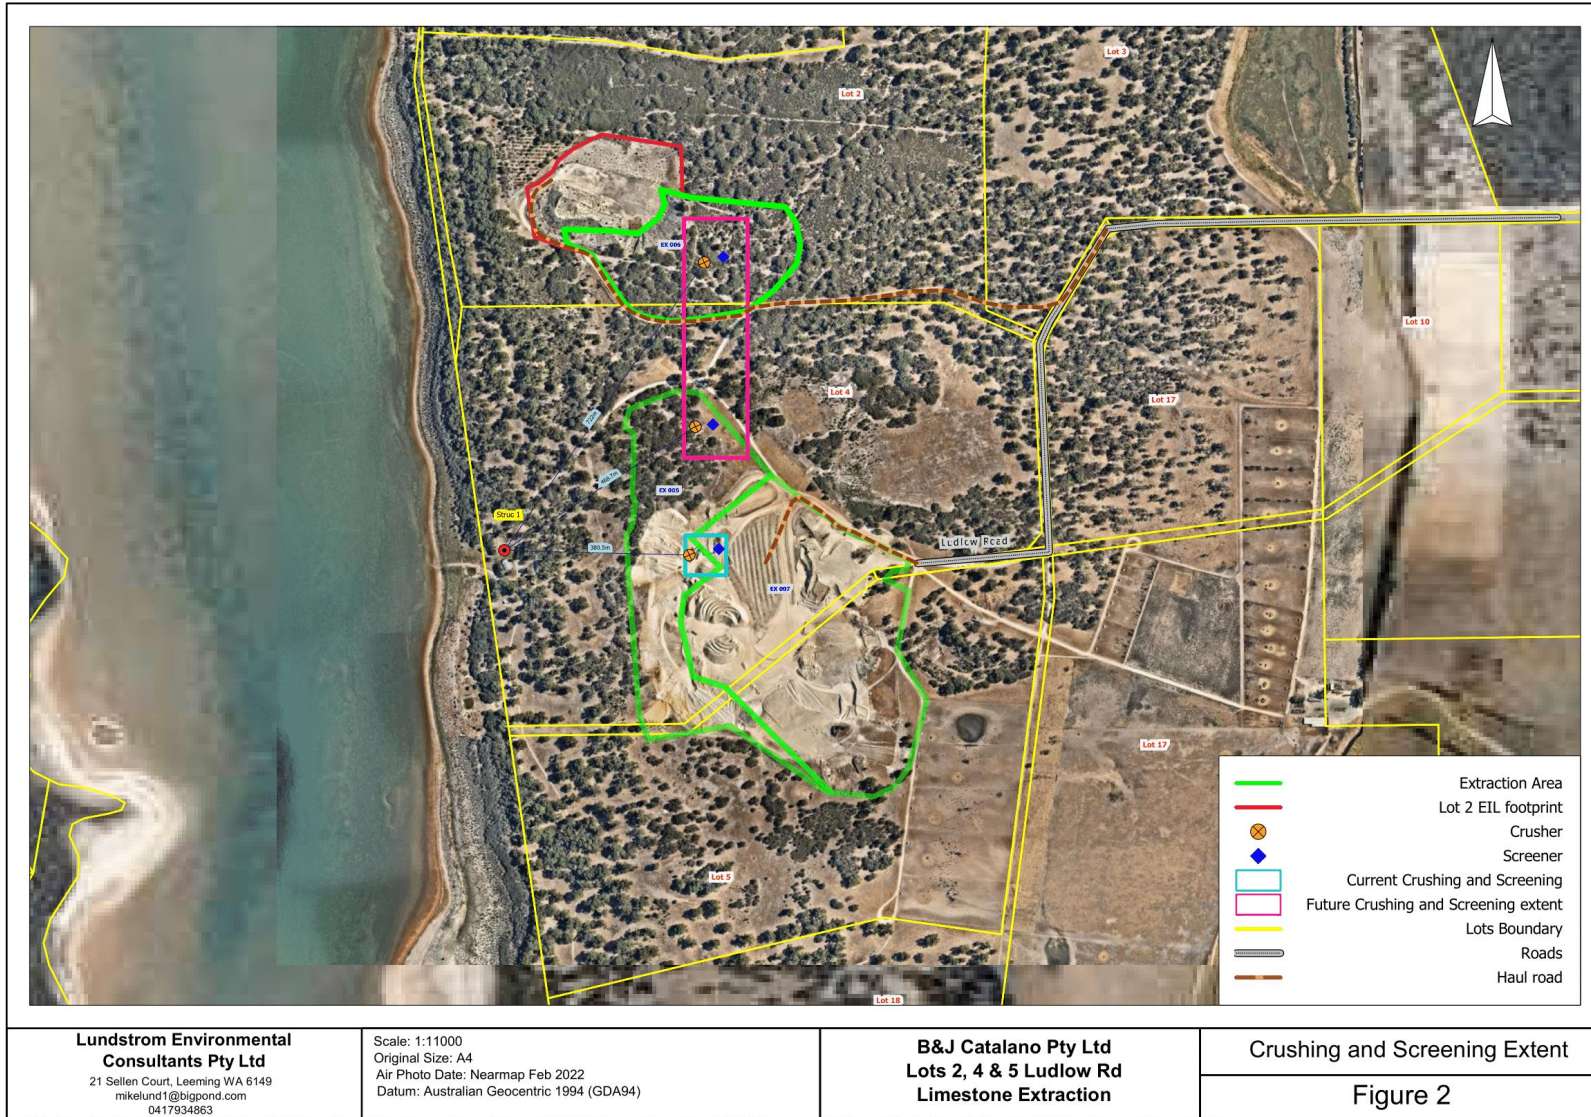 Lot 3
Lot 2
EX 006
Lot 10
Lot 4
Lot 17
722m
468.7m
EX 005
Struc 1
380.5m
Ludlow Road
EX 007
Lot 17
Lot 5
Lot 18
Extraction Area
Lot 2 EIL footprint
Crusher
Screener
Current Crushing and Screening
Future Crushing and Screening extent
Lots Boundary
Roads
Haul road
Lundstrom Environmental
Consultants Pty Ltd
21 Sellen Court, Leeming WA 6149
mikelund1@bigpond.com
0417934863
Scale: 1:11000
Original Size: A4
Air Photo Date: Nearmap Feb 2022
Datum: Australian Geocentric 1994 (GDA94)
B&J Catalano Pty Ltd
Lots 2, 4 & 5 Ludlow Rd
Limestone Extraction
Crushing and Screening Extent
Figure 2